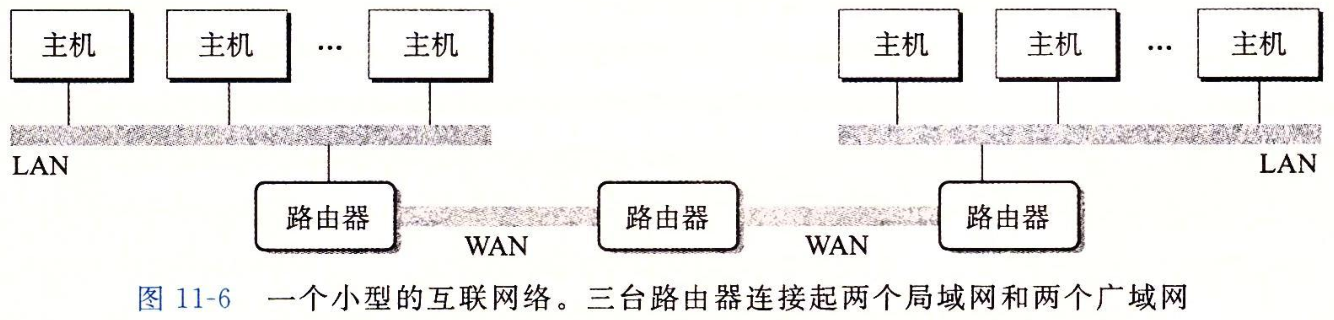 主机 主机 … 主机 主机 主机 … 主机
LAN LAN
路由器 路由器 路由器
WAN WAN
图 11-6 一个小型的互联网络。三台路由器连接起两个局域网和两个广域网